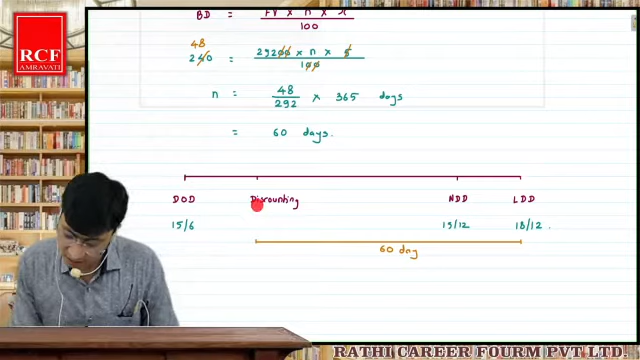 BD = FV x n x r
100
48
RCF
AMRAVATI
240 = 29200 x n x 5
100
n = 48 x 365 days
292
= 60 days.
DOD Discounting NDD LDD
15/6 15/12 18/12.
60 day
RATHI CAREER FOURM PVT LTD.